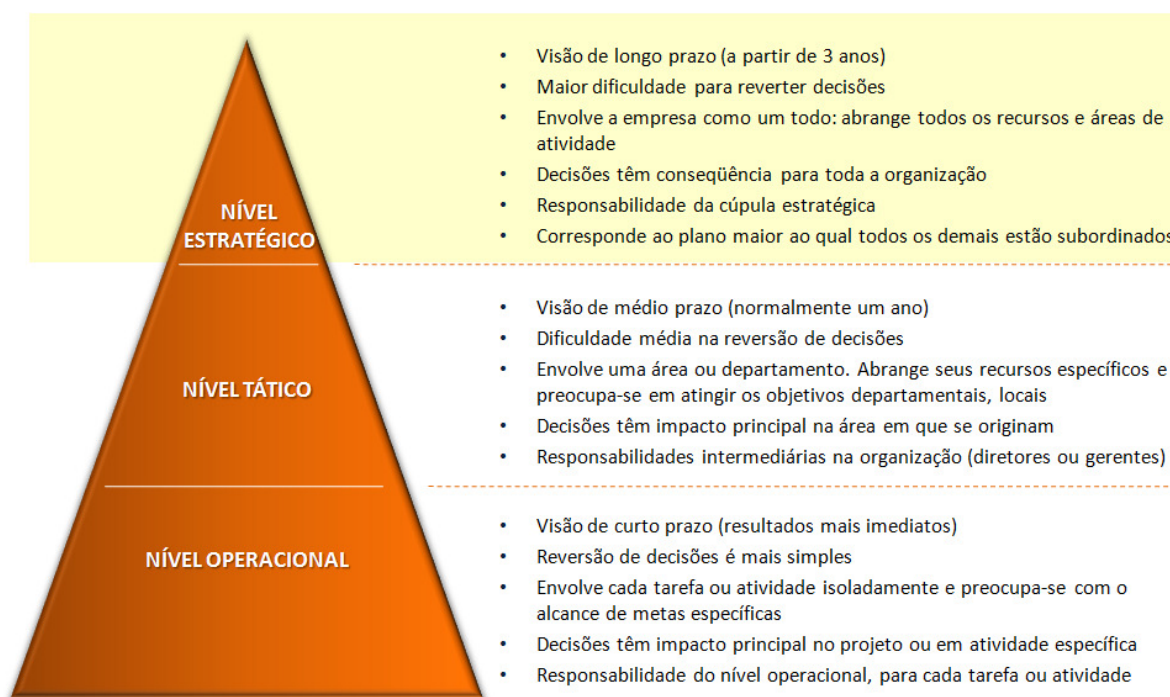 • Visão de longo prazo (a partir de 3 anos)
• Maior dificuldade para reverter decisões
• Envolve a empresa como um todo: abrange todos os recursos e áreas de
atividade
• Decisões têm conseqüência para toda a organização
• Responsabilidade da cúpula estratégica
• Corresponde ao plano maior ao qual todos os demais estão subordinados
NÍVEL
ESTRATÉGICO
• Visão de médio prazo (normalmente um ano)
• Dificuldade média na reversão de decisões
• Envolve uma área ou departamento. Abrange seus recursos específicos e
preocupa-se em atingir os objetivos departamentais, locais
• Decisões têm impacto principal na área em que se originam
• Responsabilidades intermediárias na organização (diretores ou gerentes)
NÍVEL TÁTICO
• Visão de curto prazo (resultados mais imediatos)
• Reversão de decisões é mais simples
• Envolve cada tarefa ou atividade isoladamente e preocupa-se com o
alcance de metas específicas
• Decisões têm impacto principal no projeto ou em atividade específica
• Responsabilidade do nível operacional, para cada tarefa ou atividade
NÍVEL OPERACIONAL